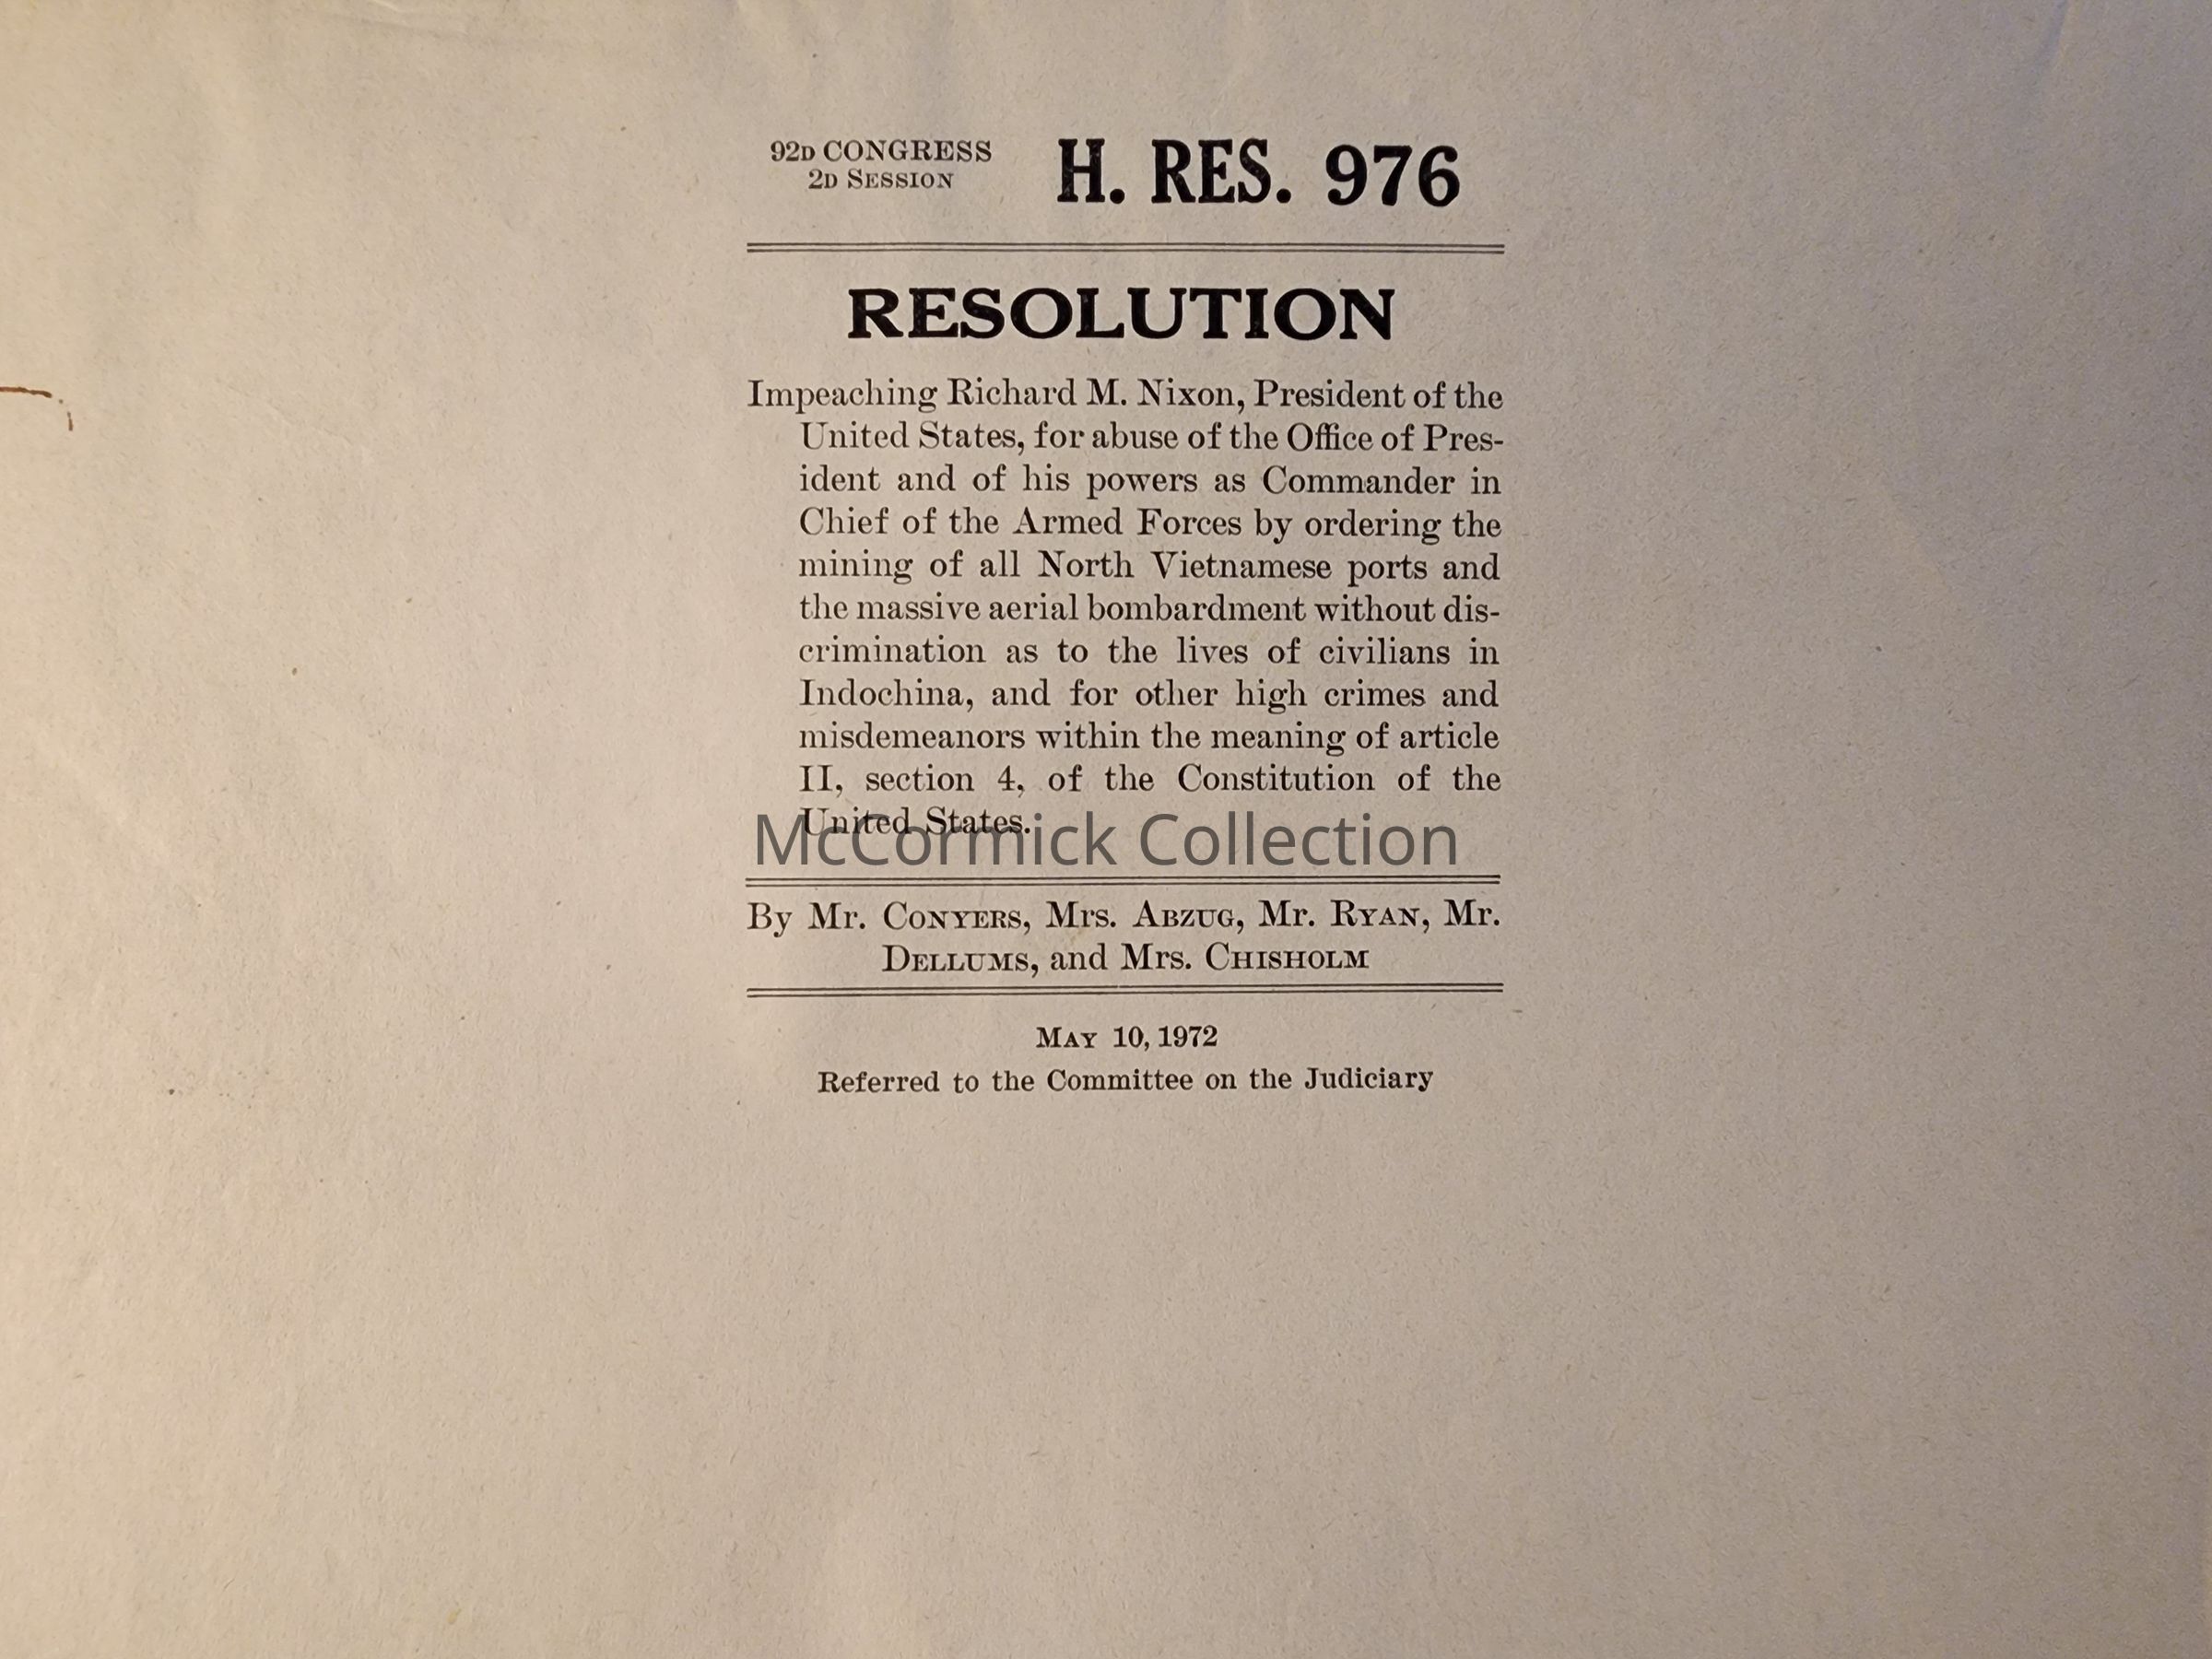 92D CONGRESS
2D SESSION
H. RES. 976
RESOLUTION
Impeaching Richard M. Nixon, President of the
United States, for abuse of the Office of Pres-
ident and of his powers as Commander in
Chief of the Armed Forces by ordering the
mining of all North Vietnamese ports and
the massive aerial bombardment without dis-
crimination as to the lives of civilians in
Indochina, and for other high crimes and
misdemeanors within the meaning of article
II, section 4, of the Constitution of the
United States.
McCormick Collection
By Mr. CONYERS, Mrs. ABZUG, Mr. RYAN, Mr.
DELLUMS, and Mrs. CHISHOLM
MAY 10, 1972
Referred to the Committee on the Judiciary